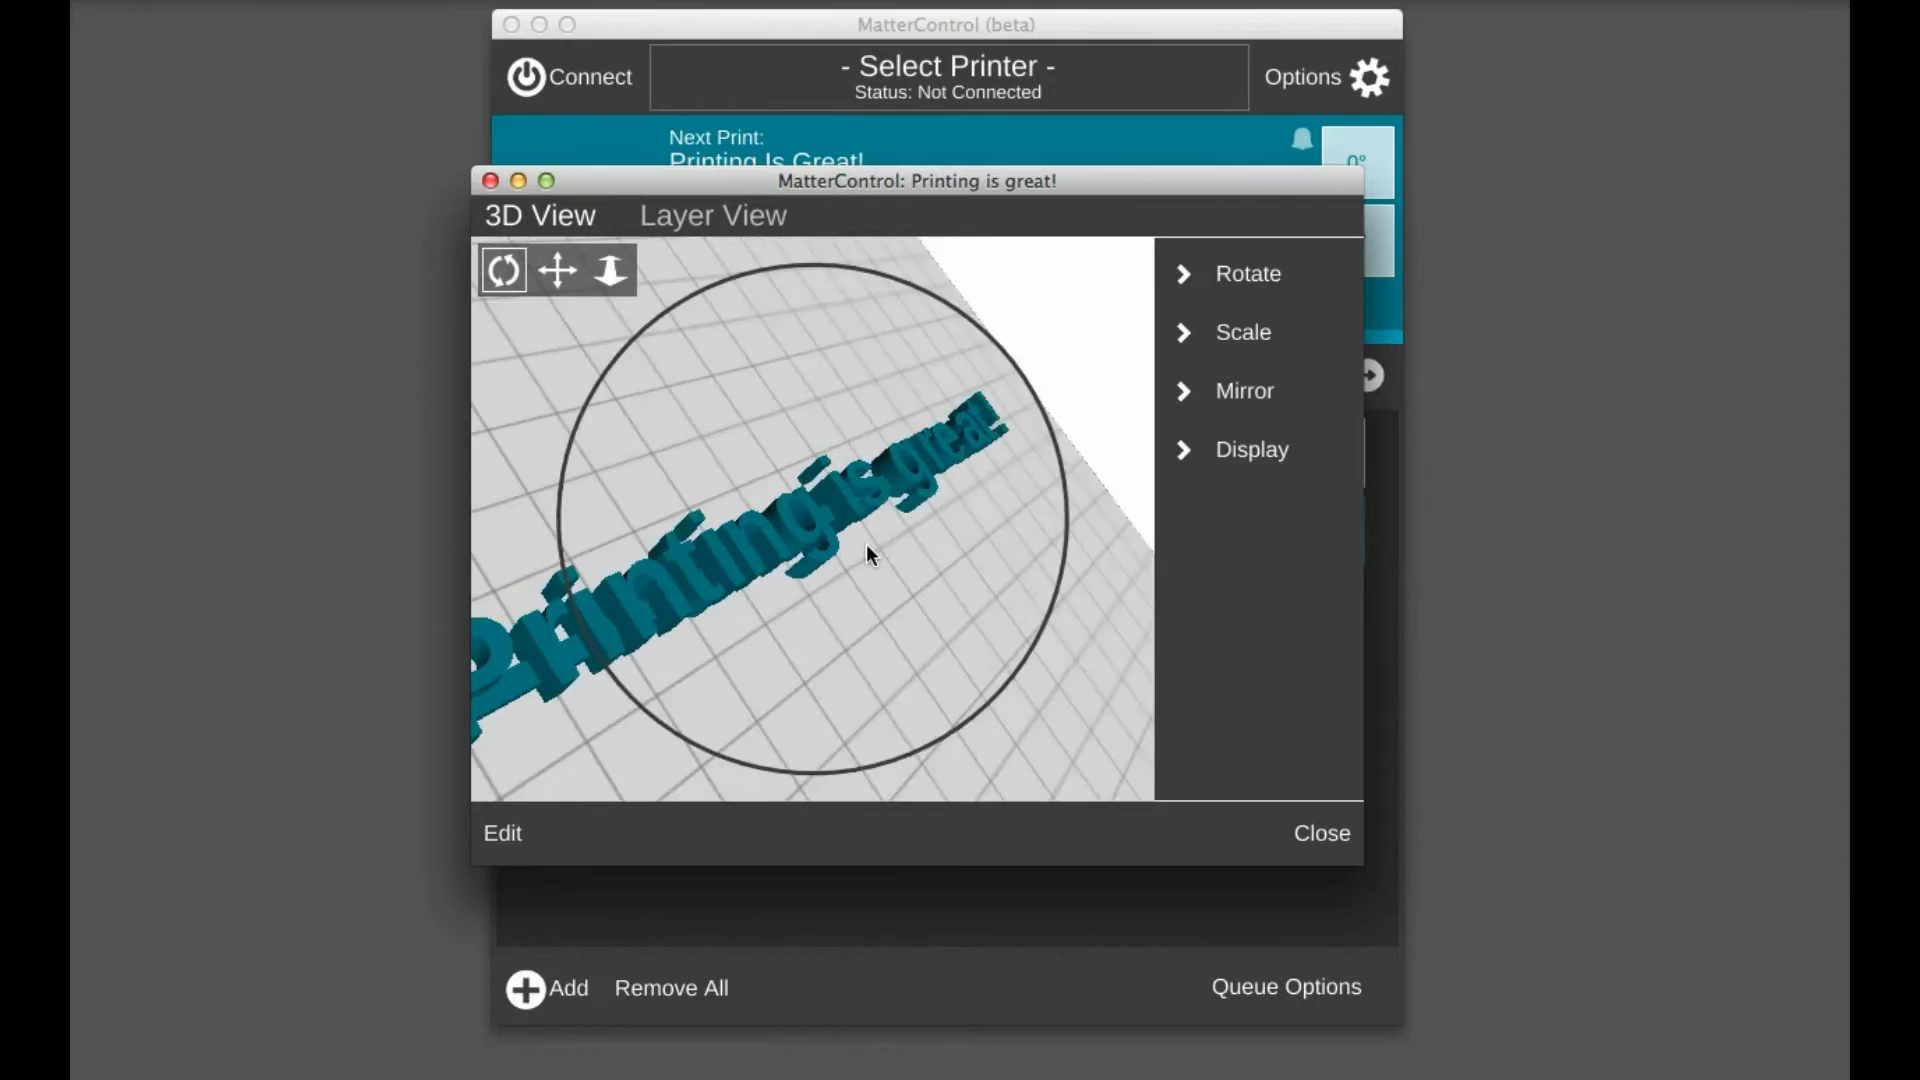 MatterControl (beta)
Connect
- Select Printer -
Status: Not Connected
Options
Next Print:
Printing Is Great!
0°
MatterControl: Printing is great!
3D View
Layer View
Rotate
Scale
Mirror
Display
Printing is great!
Edit
Close
Add
Remove All
Queue Options